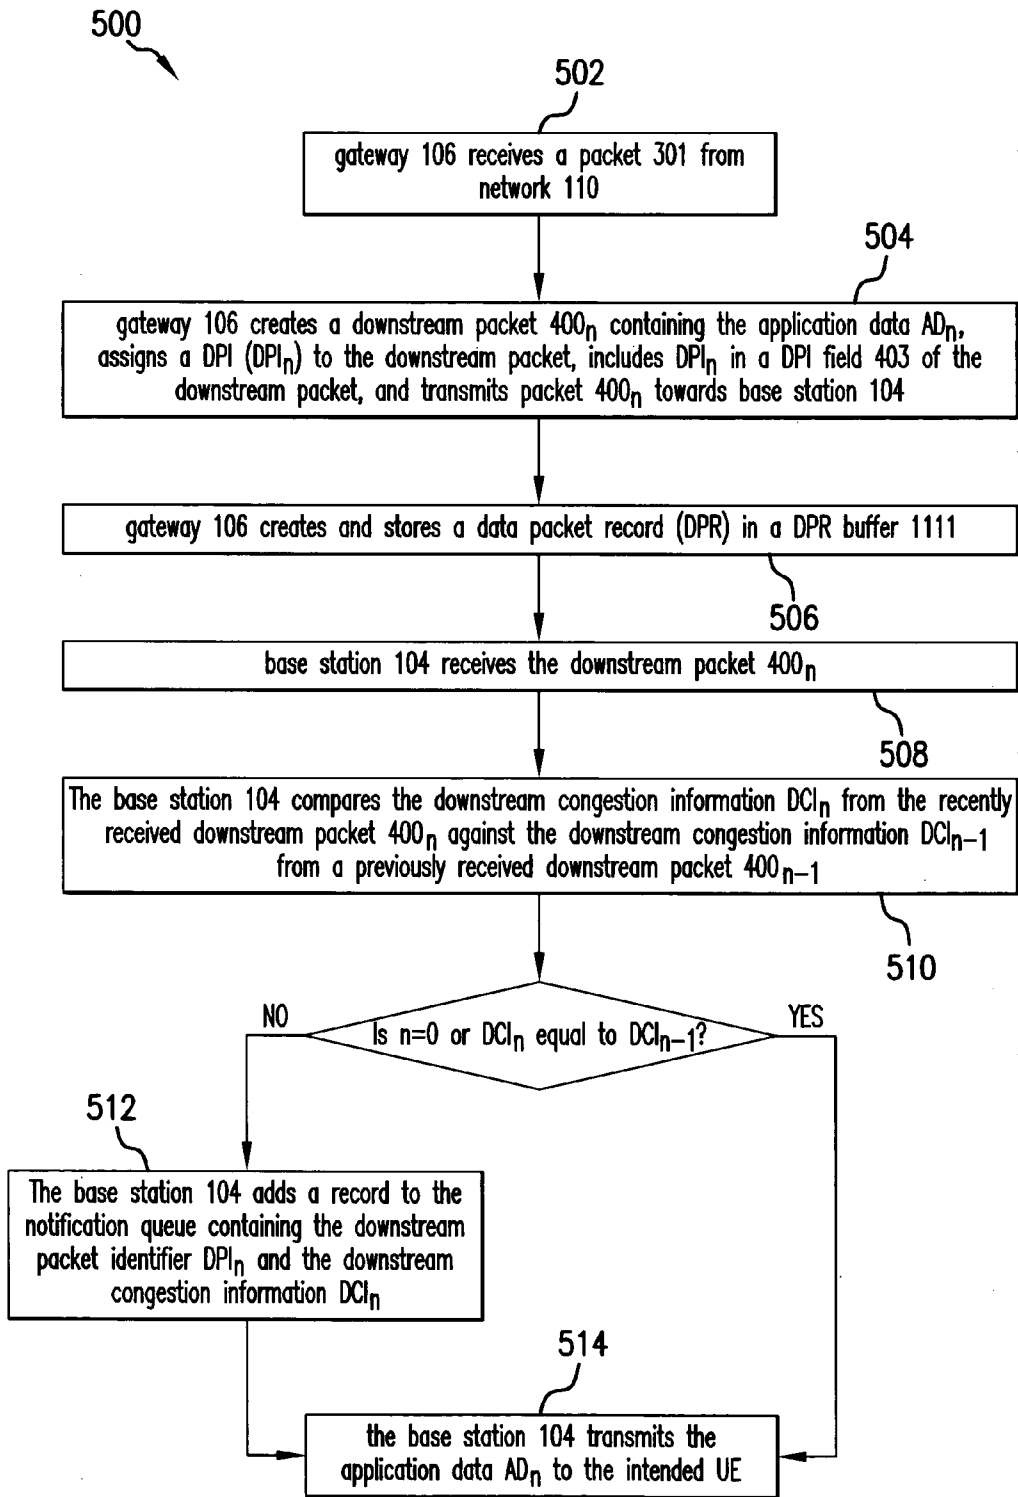 500
502
gateway 106 receives a packet 301 from
network 110
504
gateway 106 creates a downstream packet 400n containing the application data ADn,
assigns a DPI (DPIn) to the downstream packet, includes DPIn in a DPI field 403 of the
downstream packet, and transmits packet 400n towards base station 104
gateway 106 creates and stores a data packet record (DPR) in a DPR buffer 1111
506
base station 104 receives the downstream packet 400n
508
The base station 104 compares the downstream congestion information DCIn from the recently
received downstream packet 400n against the downstream congestion information DCIn-1
from a previously received downstream packet 400n-1
510
NO
Is n=0 or DCIn equal to DCIn-1?
YES
512
The base station 104 adds a record to the
notification queue containing the downstream
packet identifier DPIn and the downstream
congestion information DCIn
514
the base station 104 transmits the
application data ADn to the intended UE